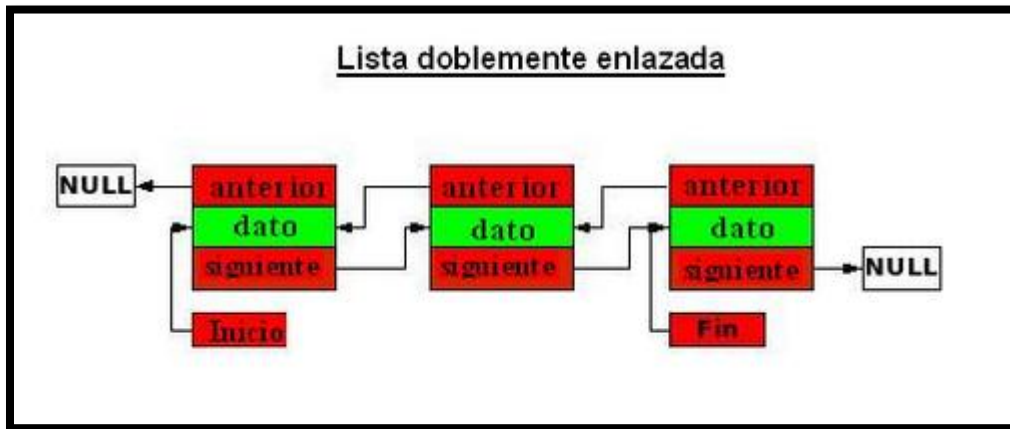 Lista doblemente enlazada
NULL
anterior
dato
siguiente
Inicio
anterior
dato
siguiente
anterior
dato
siguiente
Fin
NULL